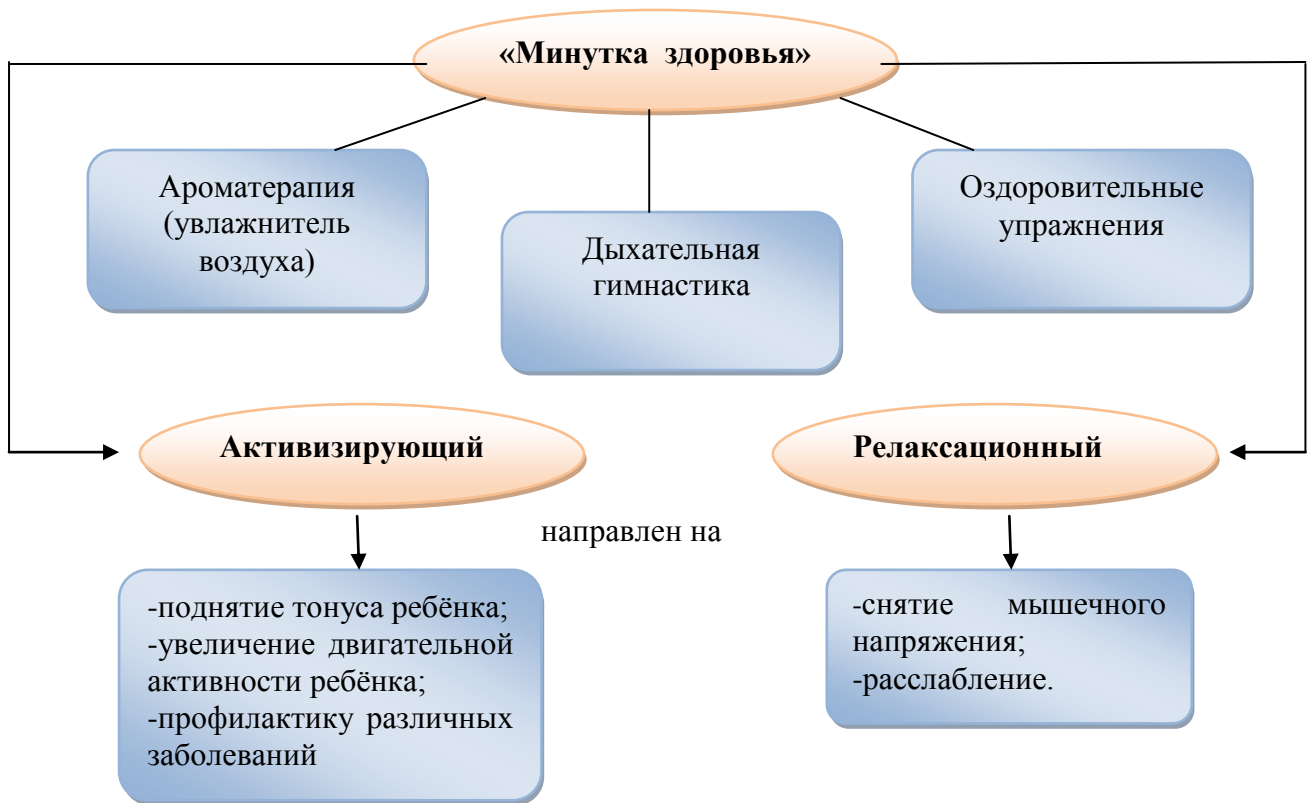 «Минутка здоровья»
Ароматерапия
(увлажнитель
воздуха)
Дыхательная
гимнастика
Оздоровительные
упражнения
Активизирующий
Релаксационный
направлен на
-поднятие тонуса ребёнка;
-увеличение двигательной
активности ребёнка;
-профилактику различных
заболеваний
-снятие мышечного
напряжения;
-расслабление.